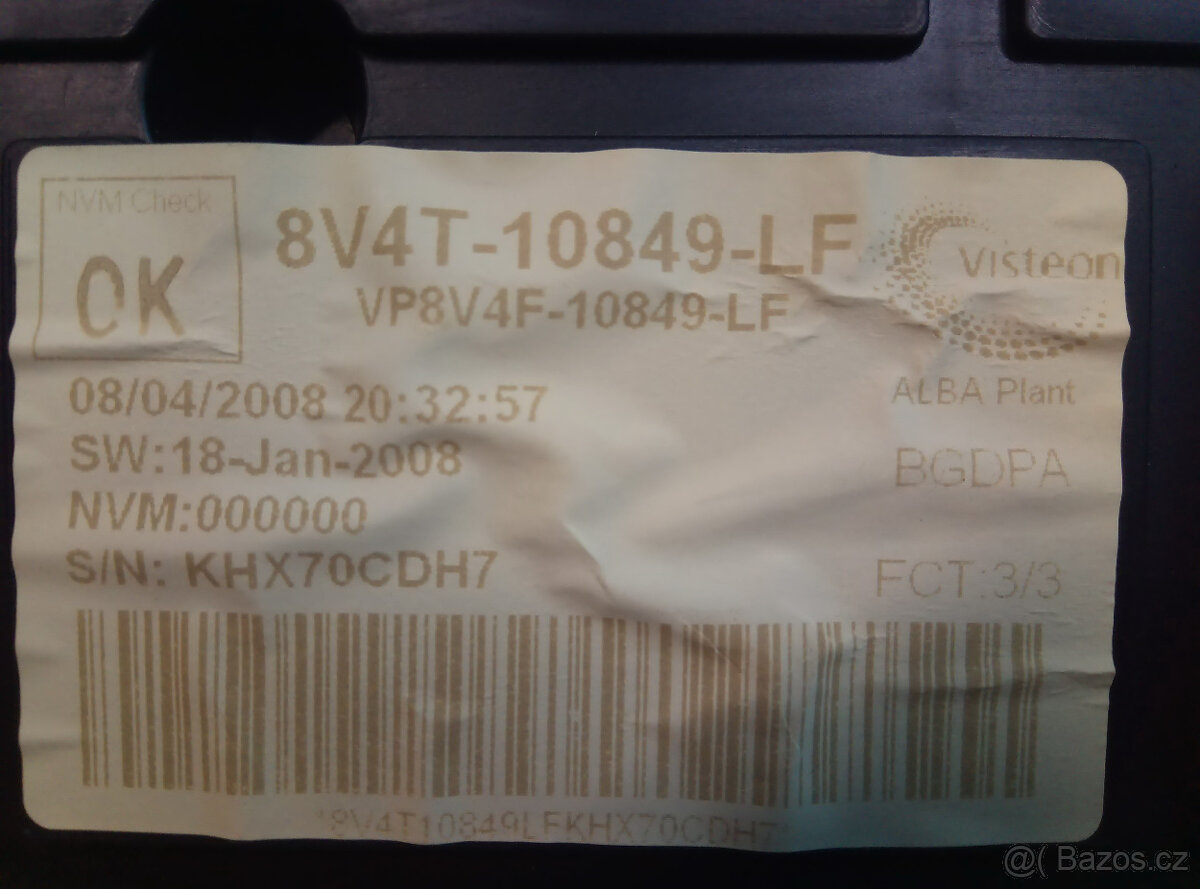 NVM Check
OK
8V4T-10849-LF
VP8V4F-10849-LF
Visteon
08/04/2008 20:32:57
ALBA Plant
SW:18-Jan-2008
BGDPA
NVM:000000
S/N: KHX70CDH7
FCT:3/3
*8V4T10849LFKHX70CDH7*
@( Bazos.cz